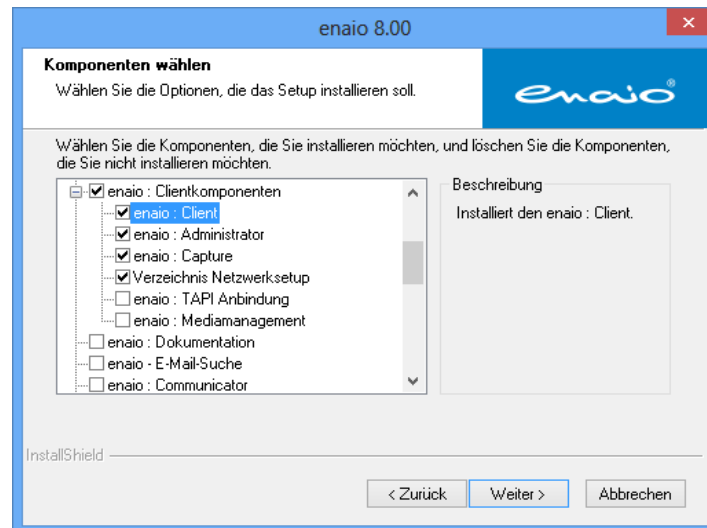 enaio 8.00
Komponenten wählen
Wählen Sie die Optionen, die das Setup installieren soll.
enaio®
Wählen Sie die Komponenten, die Sie installieren möchten, und löschen Sie die Komponenten,
die Sie nicht installieren möchten.
enaio : Clientkomponenten
enaio : Client
enaio : Administrator
enaio : Capture
Verzeichnis Netzwerksetup
enaio : TAPI Anbindung
enaio : Mediamanagement
enaio : Dokumentation
enaio - E-Mail-Suche
enaio : Communicator
Beschreibung
Installiert den enaio : Client.
InstallShield
< Zurück
Weiter >
Abbrechen